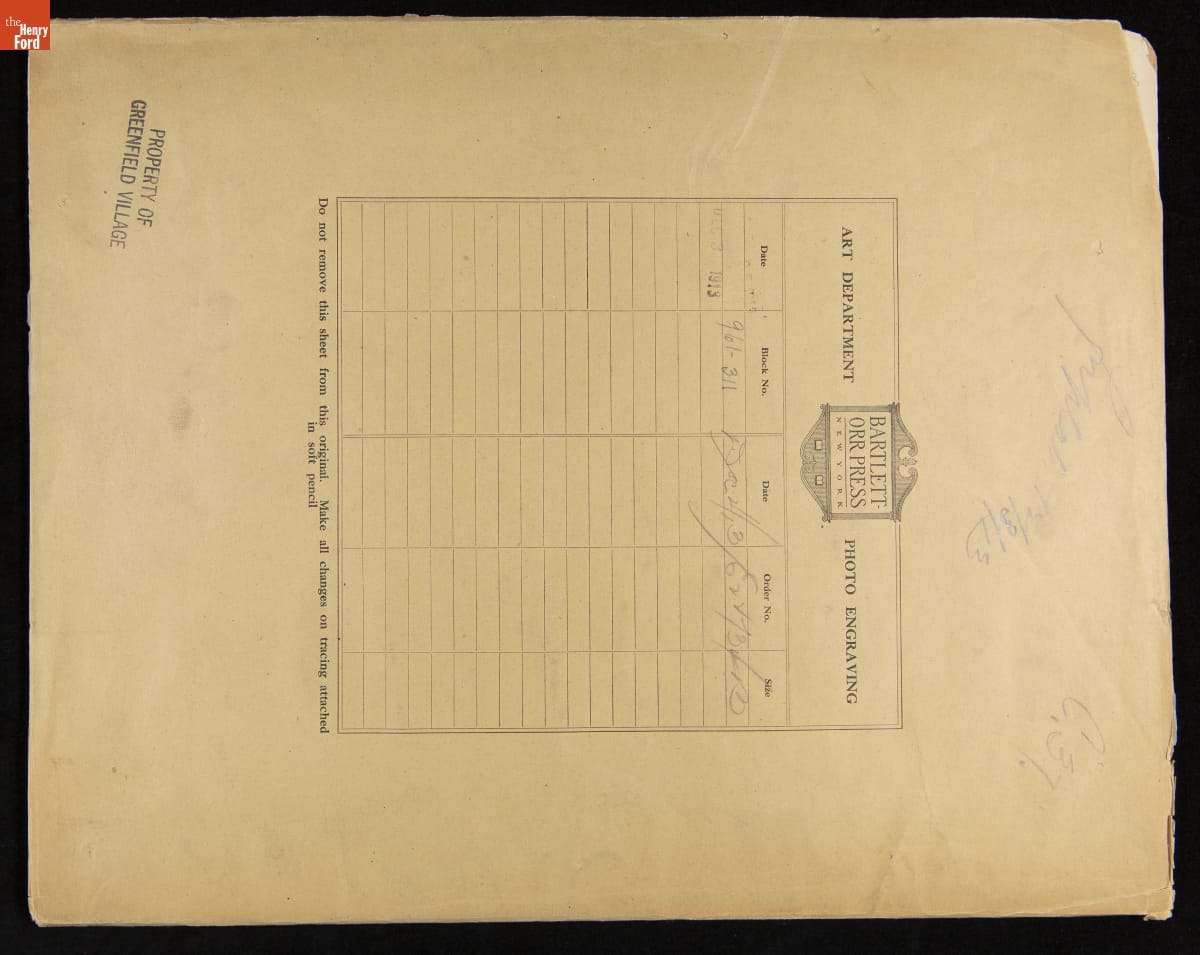 the
Henry
Ford
ART DEPARTMENT
BARTLETT-
ORR PRESS
NEW YORK
PHOTO ENGRAVING
Date Block No. Date Order No. Size
961-311
1913
Do not remove this sheet from this original. Make all changes on tracing attached
in soft pencil
PROPERTY OF
GREENFIELD VILLAGE